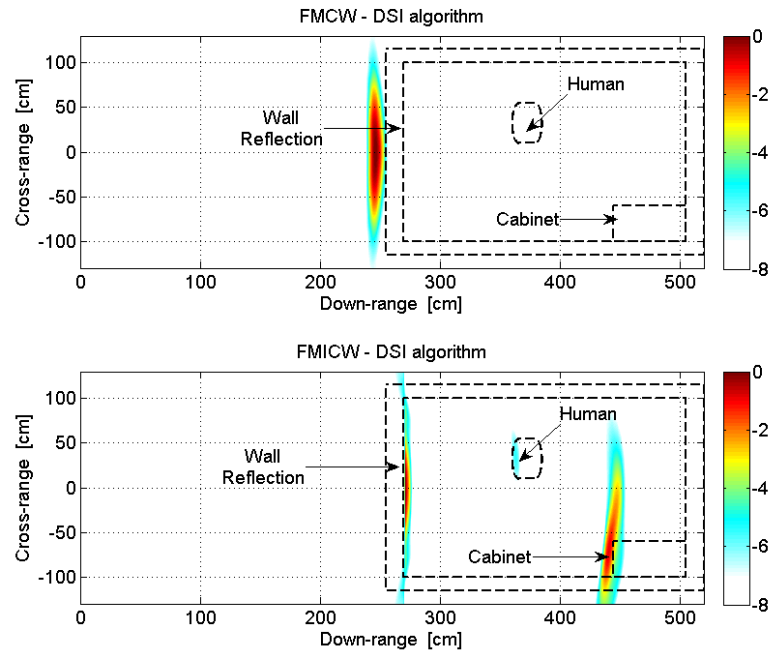 FMCW - DSI algorithm
Cross-range [cm]
100
50
0
-50
-100
Wall
Reflection
Human
Cabinet
0
100
200
300
400
500
Down-range [cm]
0
-2
-4
-6
-8
FMICW - DSI algorithm
Cross-range [cm]
100
50
0
-50
-100
Wall
Reflection
Human
Cabinet
0
100
200
300
400
500
Down-range [cm]
0
-2
-4
-6
-8